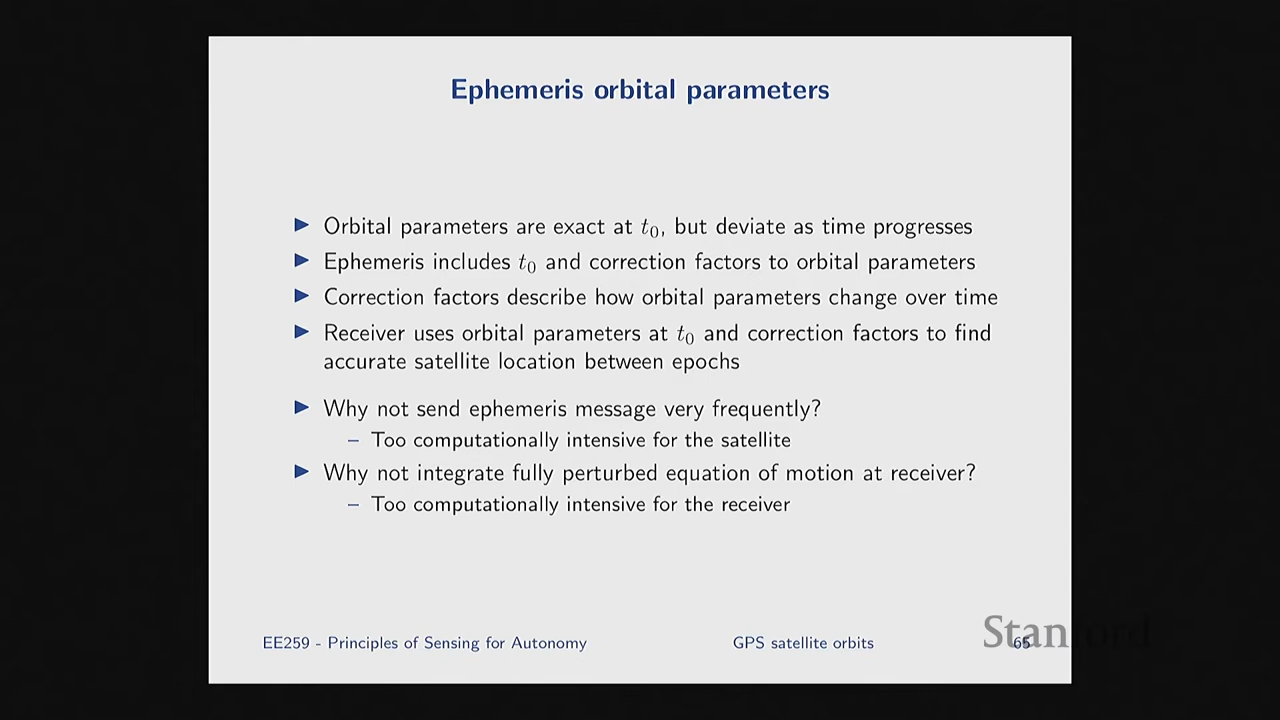 Ephemeris orbital parameters
▶ Orbital parameters are exact at t₀, but deviate as time progresses
▶ Ephemeris includes t₀ and correction factors to orbital parameters
▶ Correction factors describe how orbital parameters change over time
▶ Receiver uses orbital parameters at t₀ and correction factors to find
accurate satellite location between epochs
▶ Why not send ephemeris message very frequently?
– Too computationally intensive for the satellite
▶ Why not integrate fully perturbed equation of motion at receiver?
– Too computationally intensive for the receiver
EE259 - Principles of Sensing for Autonomy GPS satellite orbits 65
Stanford